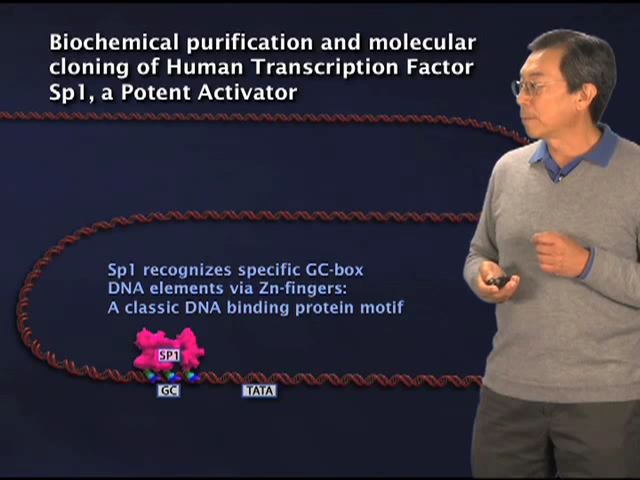 Biochemical purification and molecular
cloning of Human Transcription Factor
Sp1, a Potent Activator
Sp1 recognizes specific GC-box
DNA elements via Zn-fingers:
A classic DNA binding protein motif
SP1
GC
TATA